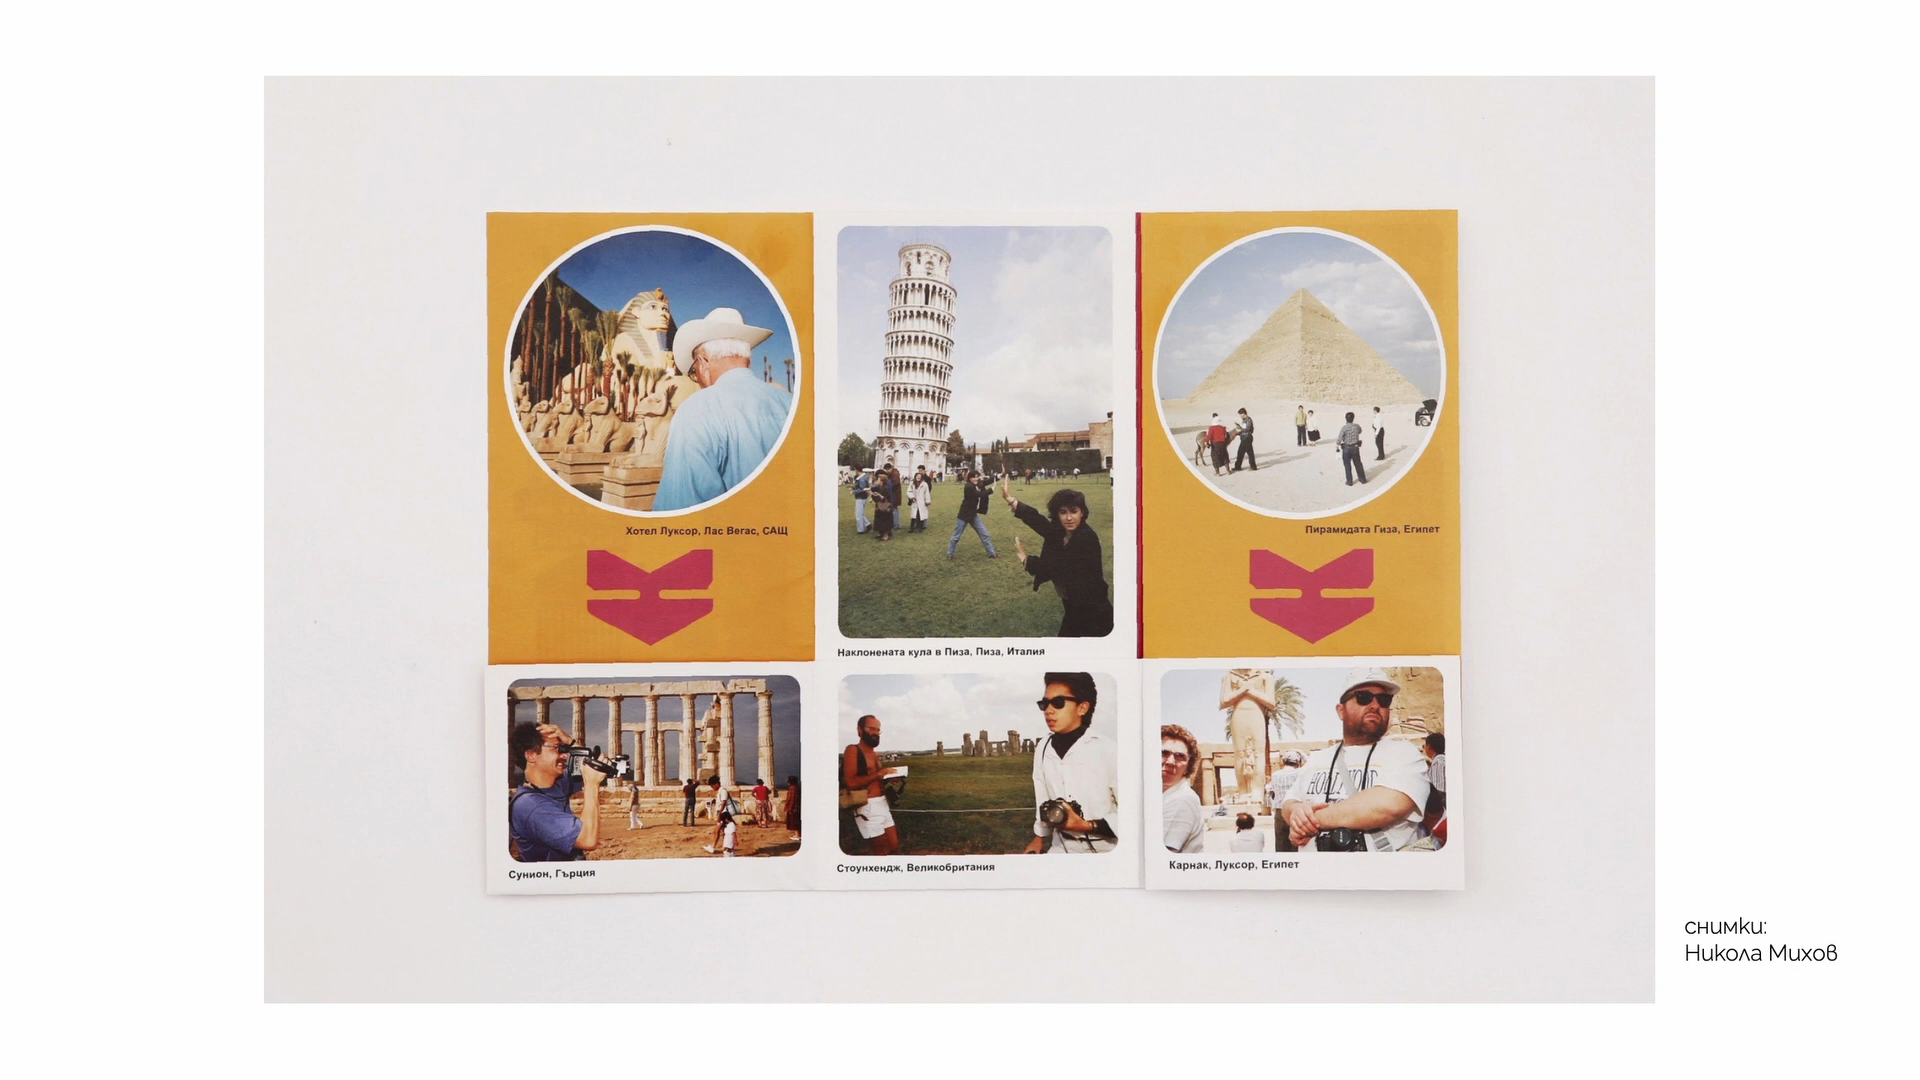 Хотел Луксор, Лас Вегас, САЩ
Наклонената кула в Пиза, Пиза, Италия
Пирамидата Гиза, Египет
Сунион, Гърция
Стоунхендж, Великобритания
HOLLYWOOD
Карнак, Луксор, Египет
снимки:
Никола Михов